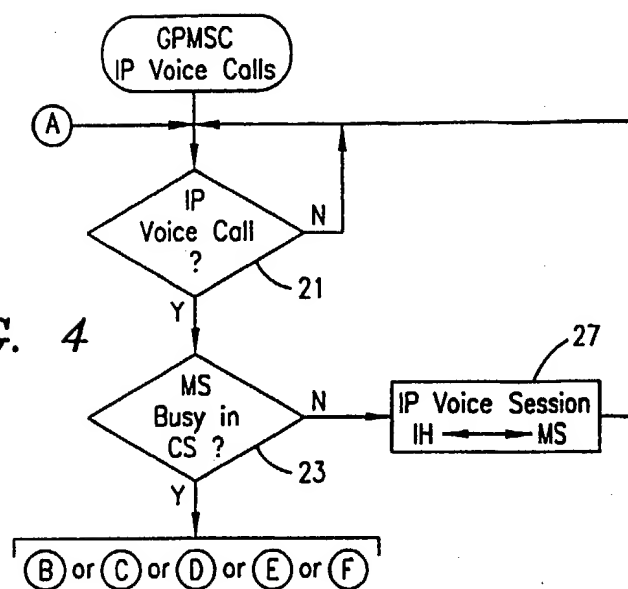 GPMSC
IP Voice Calls
A
IP
Voice Call
?
N
21
Y
G. 4
MS
Busy in
CS ?
N
23
Y
27
IP Voice Session
IH MS
B or C or D or E or F